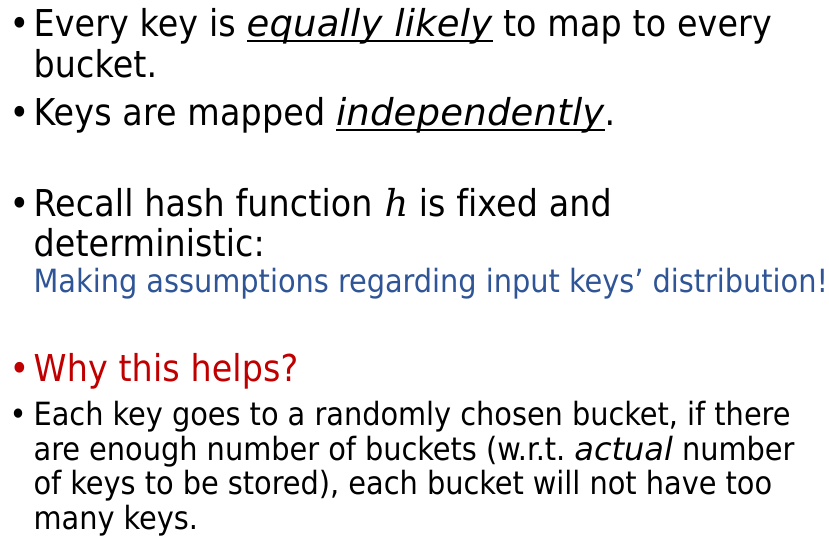 • Every key is equally likely to map to every
bucket.
• Keys are mapped independently.
• Recall hash function h is fixed and
deterministic:
Making assumptions regarding input keys’ distribution!
• Why this helps?
• Each key goes to a randomly chosen bucket, if there
are enough number of buckets (w.r.t. actual number
of keys to be stored), each bucket will not have too
many keys.